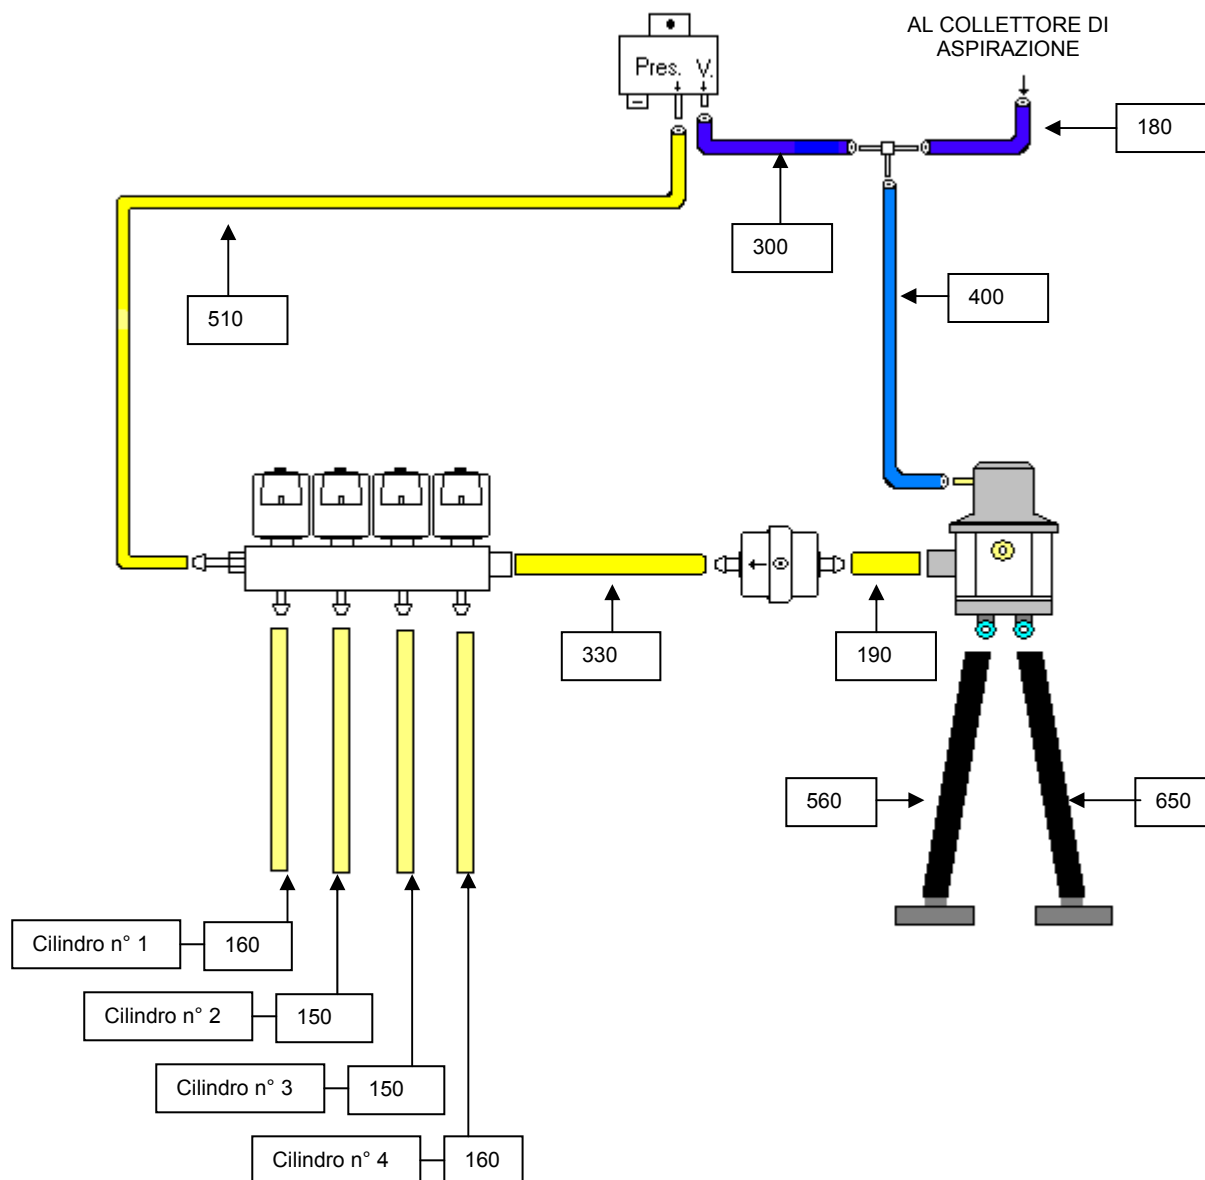 AL COLLETTORE DI
ASPIRAZIONE
Pres. V.
180
300
400
510
330
190
560
650
Cilindro n° 1
160
Cilindro n° 2
150
Cilindro n° 3
150
Cilindro n° 4
160